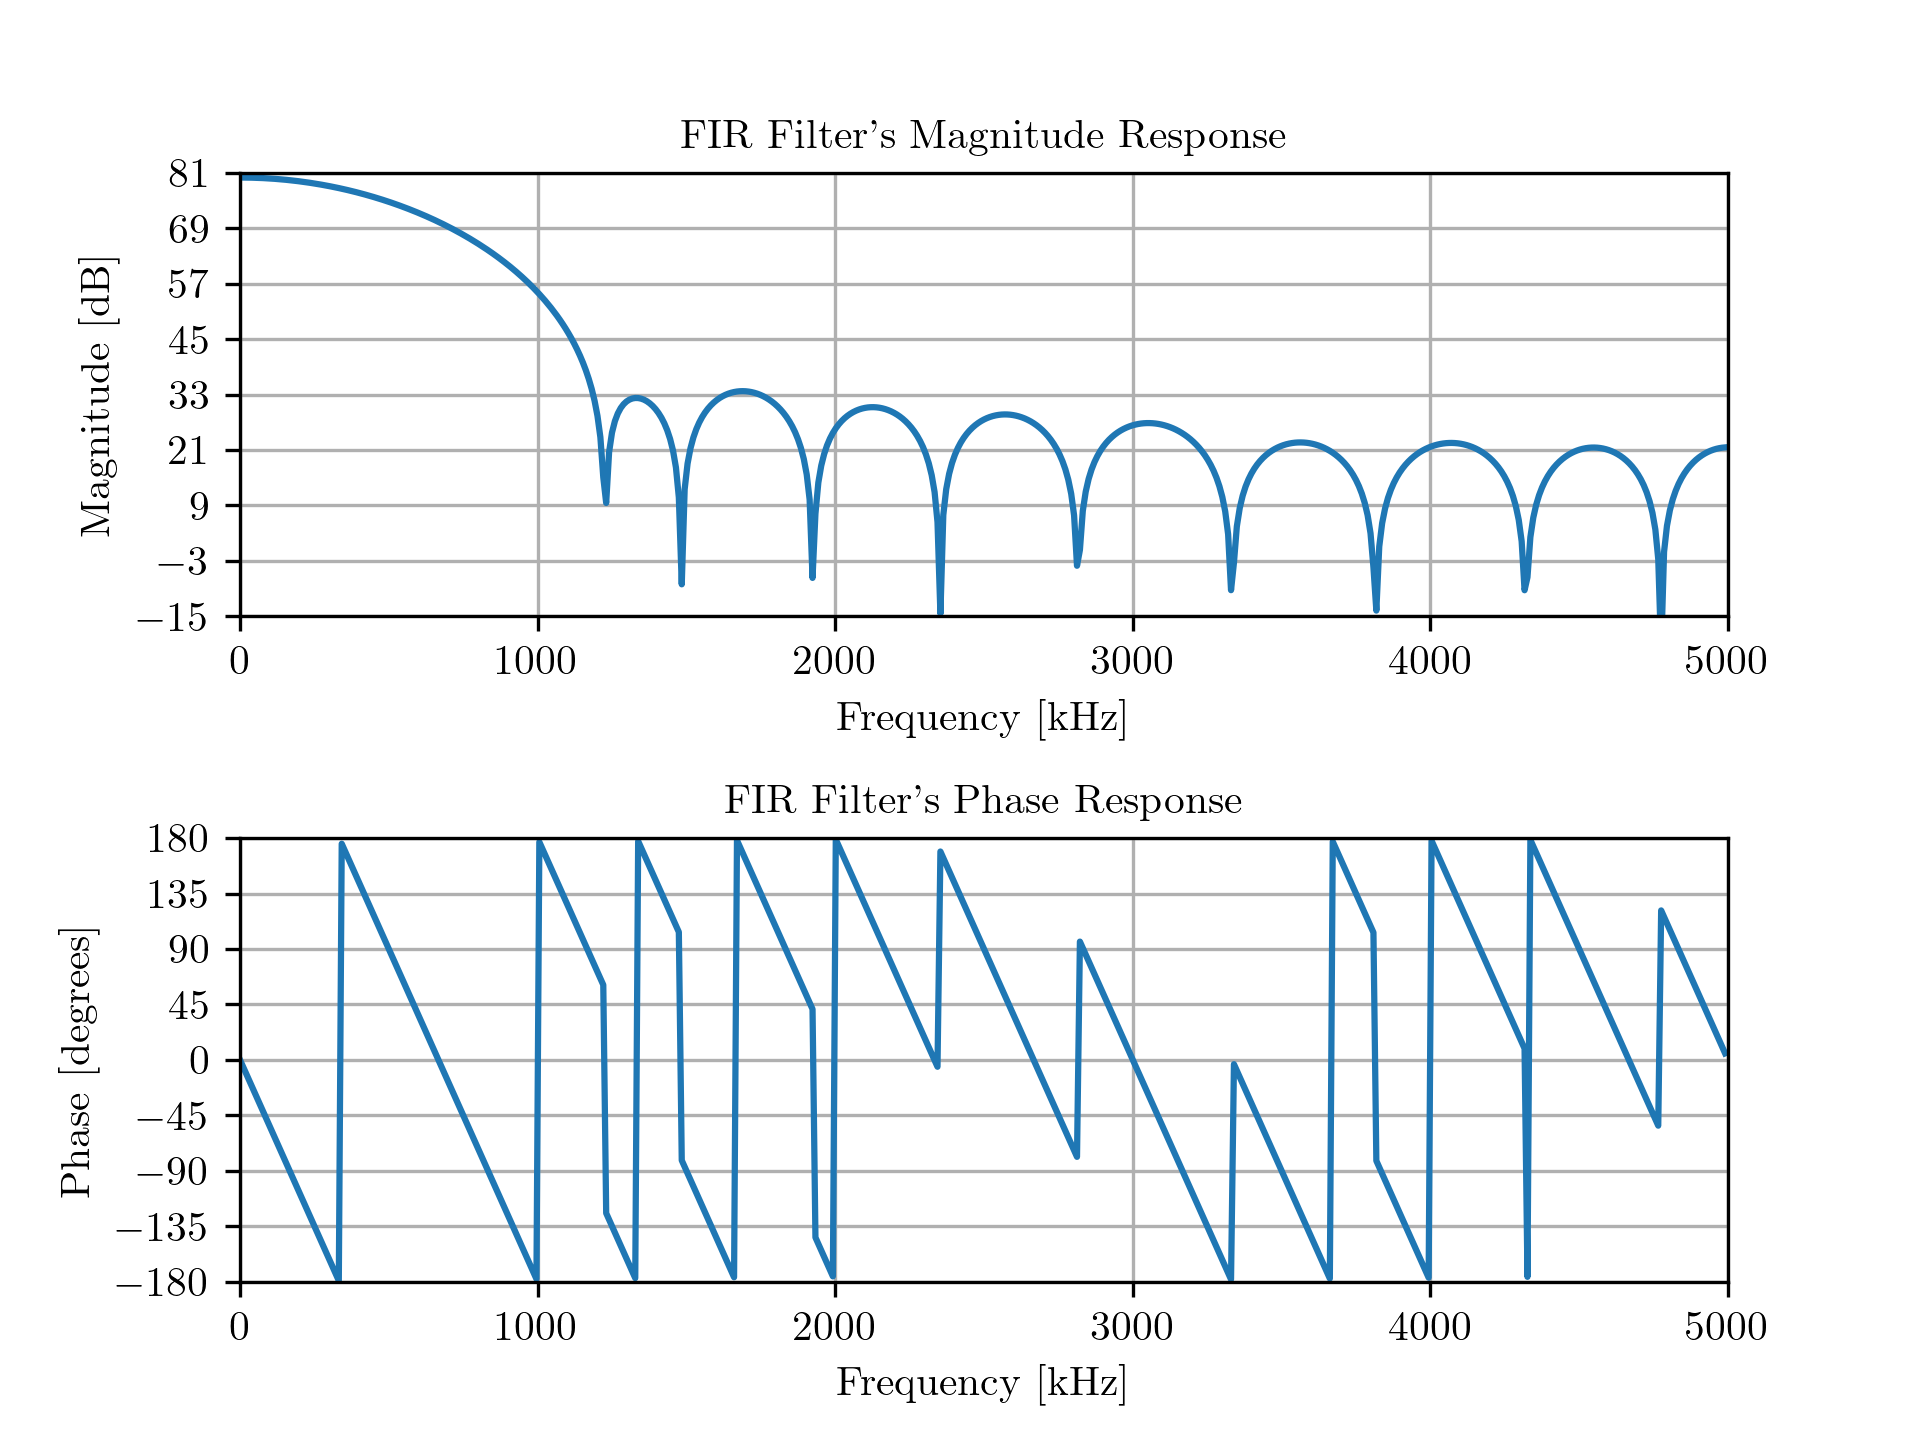 FIR Filter's Magnitude Response
81
69
57
45
33
21
9
−3
−15
Magnitude [dB]
0 1000 2000 3000 4000 5000
Frequency [kHz]
FIR Filter's Phase Response
180
135
90
45
0
−45
−90
−135
−180
Phase [degrees]
0 1000 2000 3000 4000 5000
Frequency [kHz]